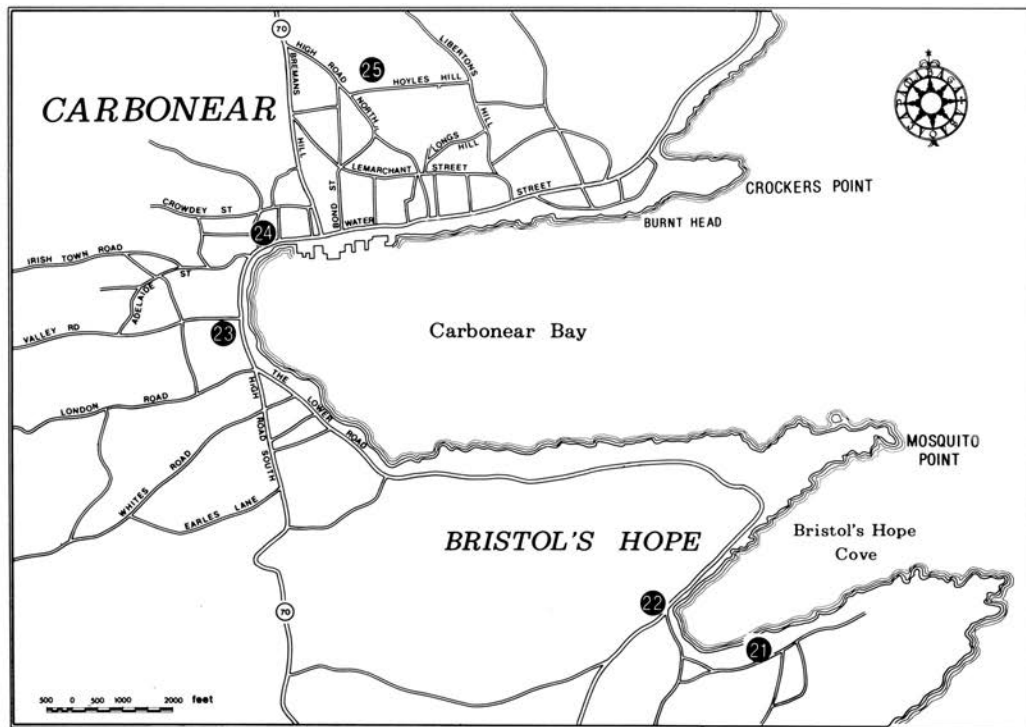 70
HIGH ROAD NORTH
BREMANS HILL
25
HOYLES HILL
LIBERTONS HILL
LONGS HILL
CARBONEAR
LEMARCHANT STREET
BOND ST
WATER STREET
CROCKERS POINT
BURNT HEAD
CROWDEY ST
24
IRISH TOWN ROAD
ADELAIDE ST
VALLEY RD
23
Carbonear Bay
LONDON ROAD
THE LOWER ROAD
HIGH ROAD SOUTH
WHITES ROAD
EARLES LANE
MOSQUITO
POINT
BRISTOL'S HOPE
Bristol's Hope
Cove
22
21
70
500 0 500 1000 2000 feet